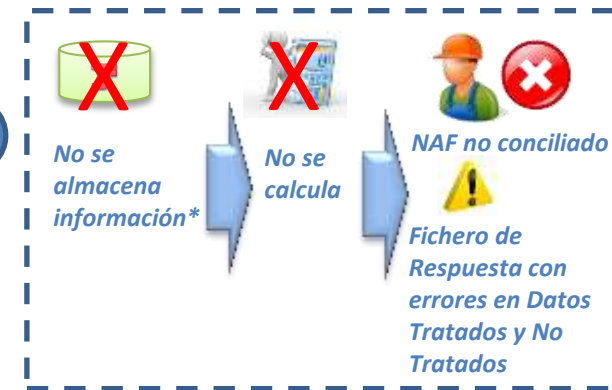 No se
almacena
información*
No se
calcula
NAF no conciliado
Fichero de
Respuesta con
errores en Datos
Tratados y No
Tratados